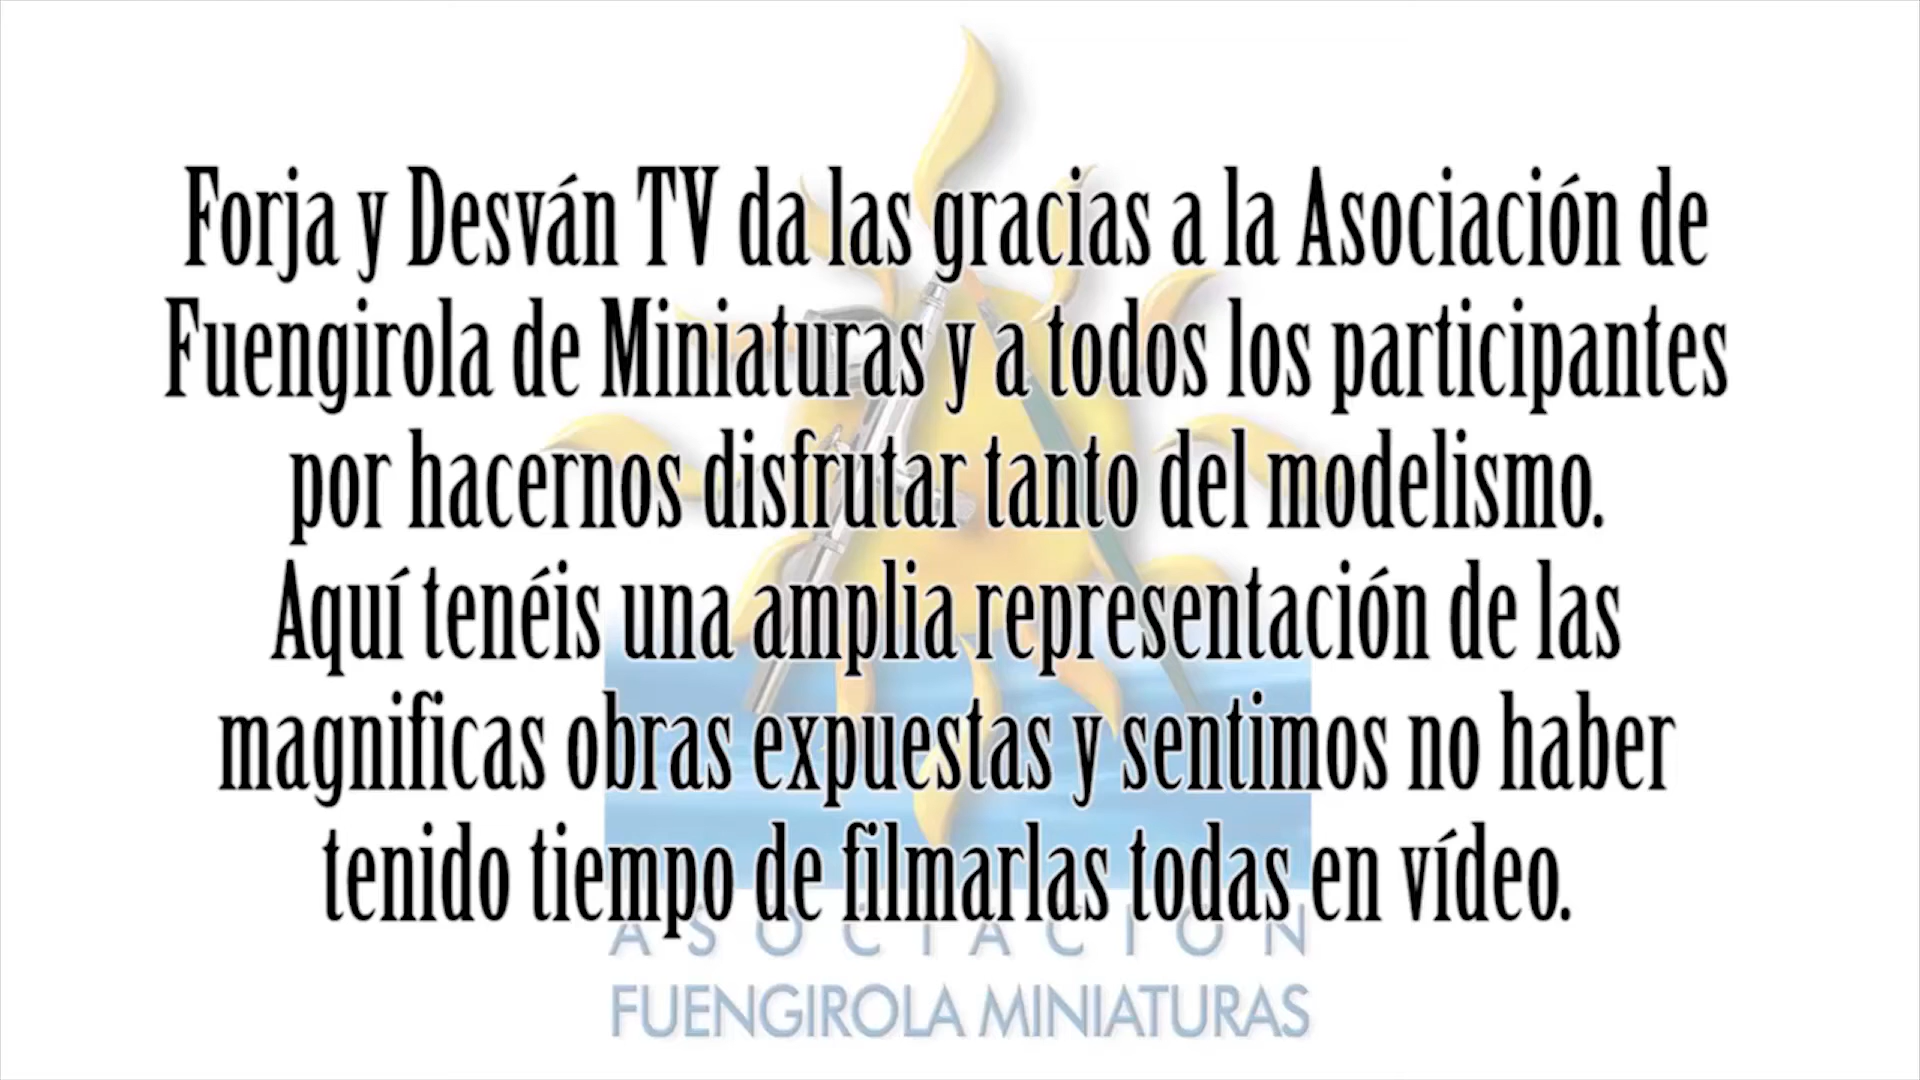 Forja y Desván TV da las gracias a la Asociación de
Fuengirola de Miniaturas y a todos los participantes
por hacernos disfrutar tanto del modelismo.
Aquí tenéis una amplia representación de las
magnificas obras expuestas y sentimos no haber
tenido tiempo de filmarlas todas en vídeo.
ASOCIACIÓN
FUENGIROLA MINIATURAS